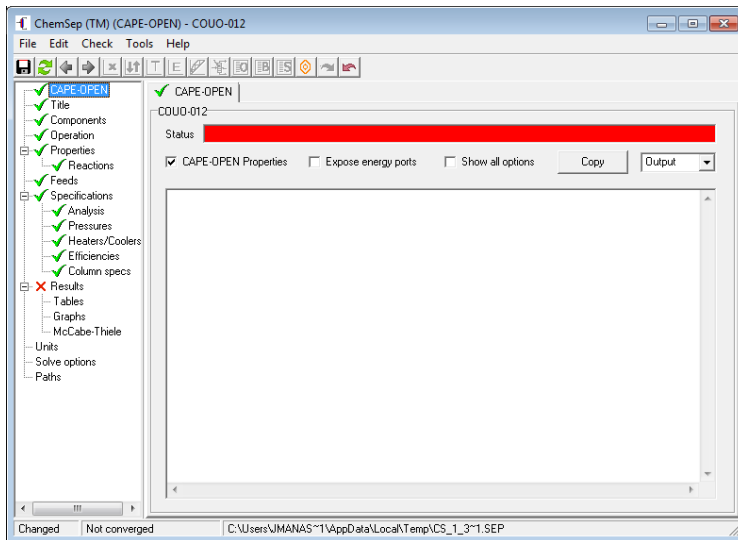 ChemSep (TM) (CAPE-OPEN) - COUO-012
File Edit Check Tools Help
CAPE-OPEN
Title
Components
Operation
Properties
Reactions
Feeds
Specifications
Analysis
Pressures
Heaters/Coolers
Efficiencies
Column specs
Results
Tables
Graphs
McCabe-Thiele
Units
Solve options
Paths
CAPE-OPEN
COUO-012
Status
CAPE-OPEN Properties Expose energy ports Show all options Copy Output
Changed Not converged C:\Users\JMANAS~1\AppData\Local\Temp\CS_1_3~1.SEP